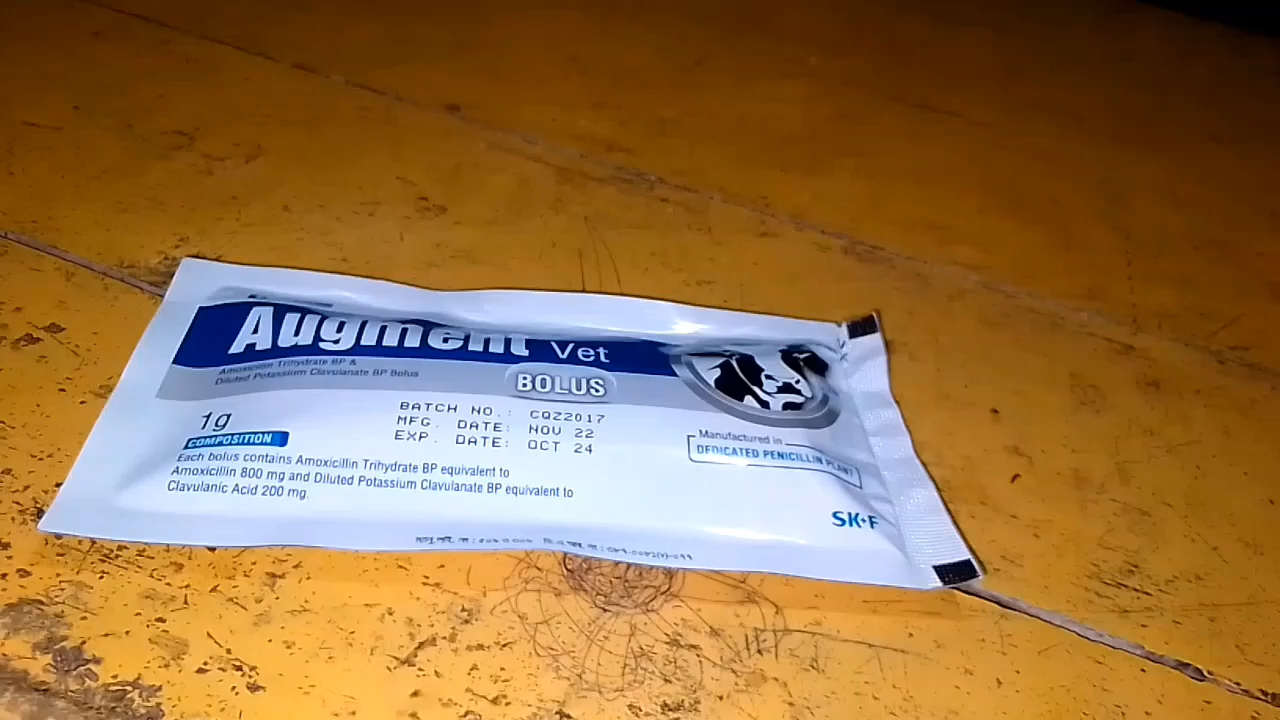 Augment Vet
Amoxicillin Trihydrate BP &
Diluted Potassium Clavulanate BP Bolus
BOLUS
1g
COMPOSITION
Each bolus contains Amoxicillin Trihydrate BP equivalent to
Amoxicillin 800 mg and Diluted Potassium Clavulanate BP equivalent to
Clavulanic Acid 200 mg.
BATCH NO.: CQZ2017
MFG. DATE: NOV 22
EXP. DATE: OCT 24
Manufactured in
DEDICATED PENICILLIN PLANT
SK+F